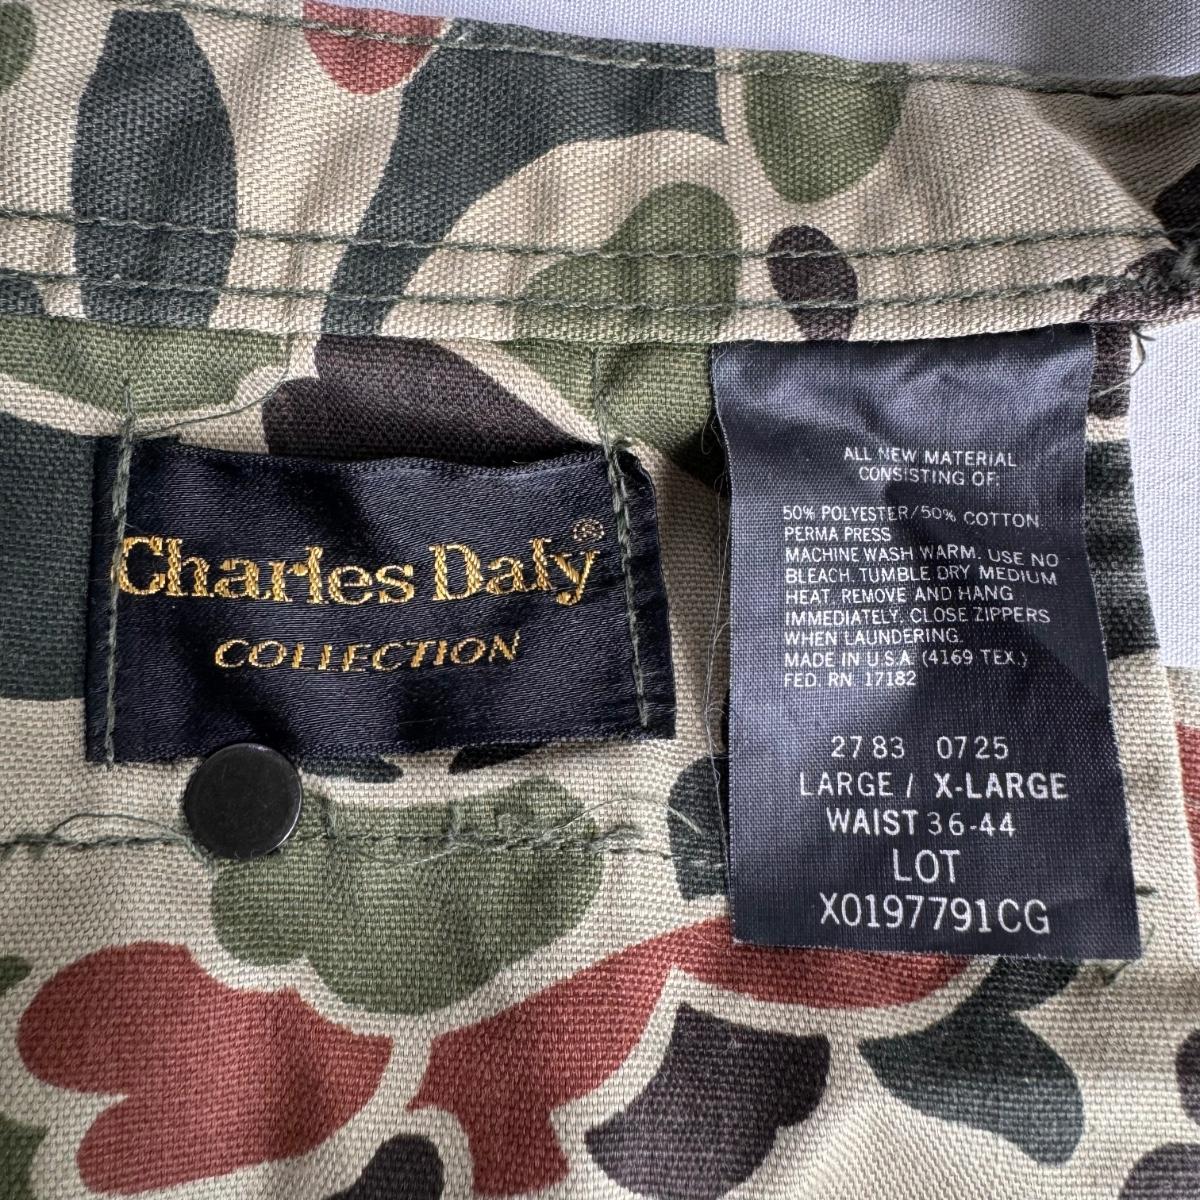 Charles Daly®
COLLECTION
ALL NEW MATERIAL
CONSISTING OF:
50% POLYESTER/50% COTTON
PERMA PRESS
MACHINE WASH WARM. USE NO
BLEACH. TUMBLE DRY MEDIUM
HEAT. REMOVE AND HANG
IMMEDIATELY. CLOSE ZIPPERS
WHEN LAUNDERING.
MADE IN U.S.A. (4169 TEX.)
FED. RN. 17182
27 83 07 25
LARGE / X-LARGE
WAIST 36-44
LOT
X0197791CG